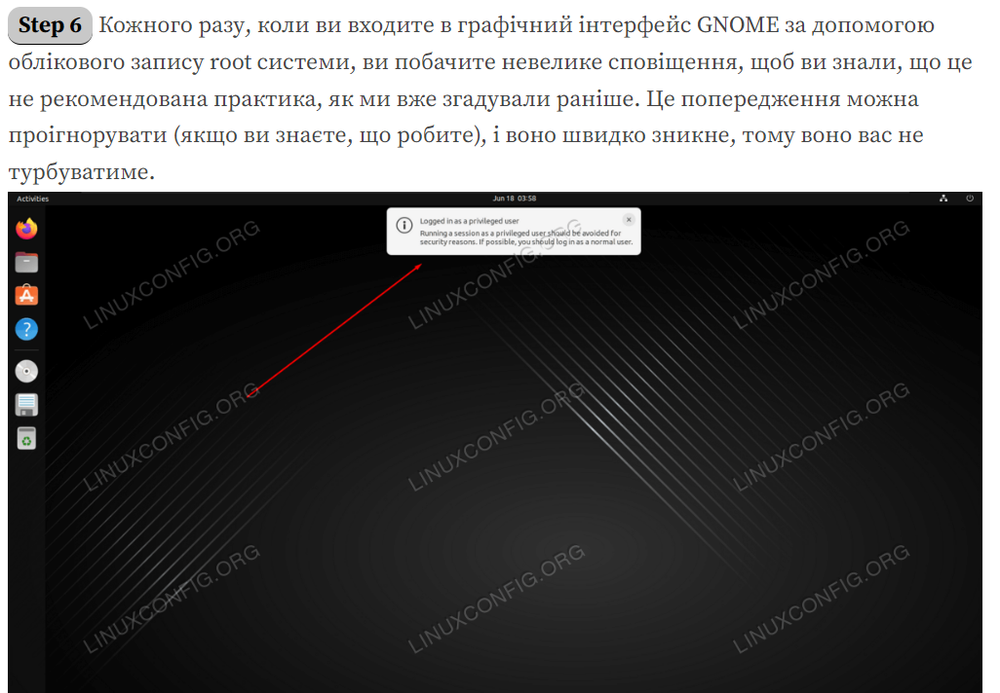 Step 6 Кожного разу, коли ви входите в графічний інтерфейс GNOME за допомогою
облікового запису root системи, ви побачите невелике сповіщення, щоб ви знали, що це
не рекомендована практика, як ми вже згадували раніше. Це попередження можна
проігнорувати (якщо ви знаєте, що робите), і воно швидко зникне, тому воно вас не
турбуватиме.
Activities
Jun 18 03:58
Logged in as a privileged user
Running a session as a privileged user should be avoided for
security reasons. If possible, you should log in as a normal user.
LINUXCONFIG.ORG
LINUXCONFIG.ORG
LINUXCONFIG.ORG
LINUXCONFIG.ORG
LINUXCONFIG.ORG
LINUXCONFIG.ORG
LINUXCONFIG.ORG
LINUXCONFIG.ORG
LINUXCONFIG.ORG